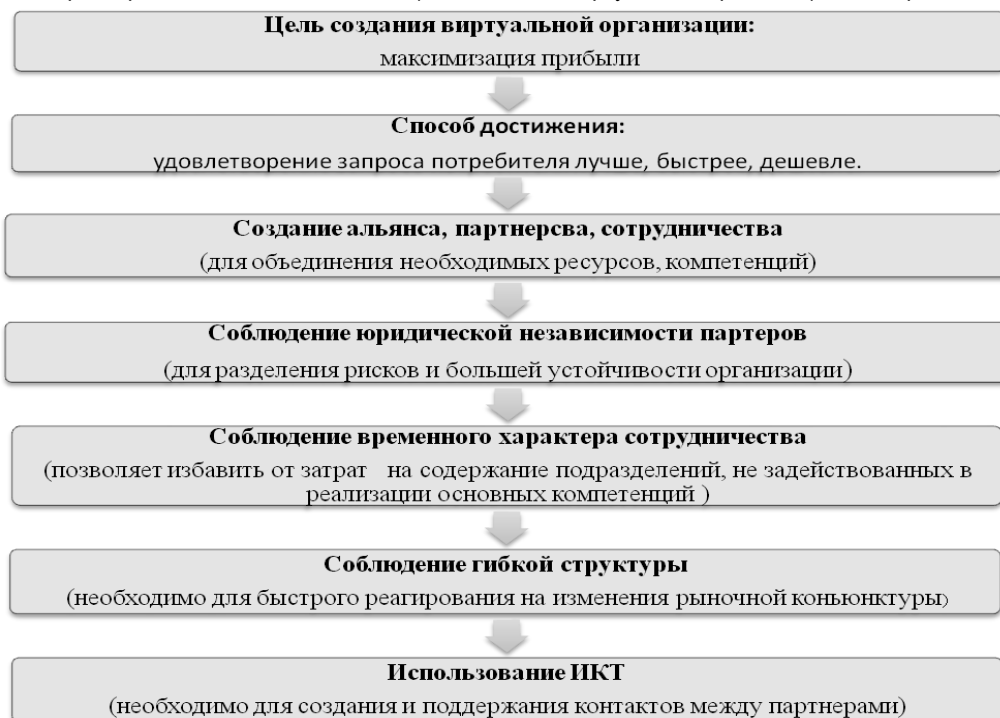 Цель создания виртуальной организации:
максимизация прибыли
Способ достижения:
удовлетворение запроса потребителя лучше, быстрее, дешевле.
Создание альянса, партнерсва, сотрудничества
(для объединения необходимых ресурсов, компетенций)
Соблюдение юридической независимости партеров
(для разделения рисков и большей устойчивости организации)
Соблюдение временного характера сотрудничества
(позволяет избавить от затрат на содержание подразделений, не задействованных в
реализации основных компетенций )
Соблюдение гибкой структуры
(необходимо для быстрого реагирования на изменения рыночной коньюнктуры)
Использование ИКТ
(необходимо для создания и поддержания контактов между партнерами)